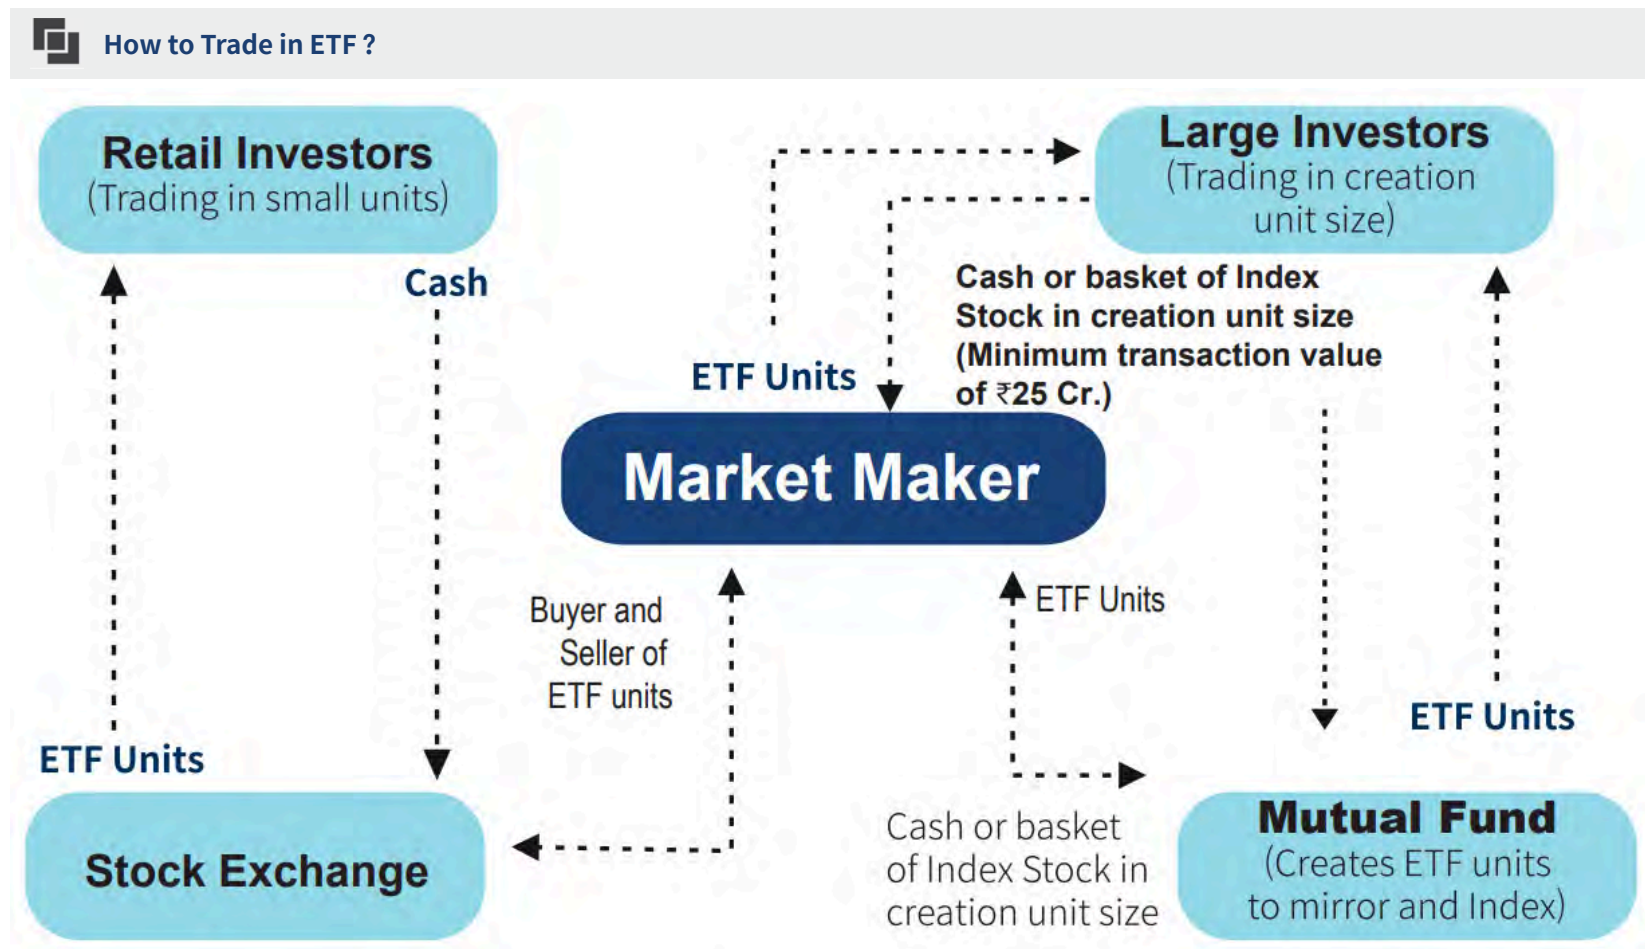 How to Trade in ETF ?
Retail Investors
(Trading in small units)
Large Investors
(Trading in creation
unit size)
Cash
Cash or basket of Index
Stock in creation unit size
(Minimum transaction value
of ₹25 Cr.)
ETF Units
Market Maker
Buyer and
Seller of
ETF units
ETF Units
ETF Units
ETF Units
Stock Exchange
Cash or basket
of Index Stock in
creation unit size
Mutual Fund
(Creates ETF units
to mirror and Index)